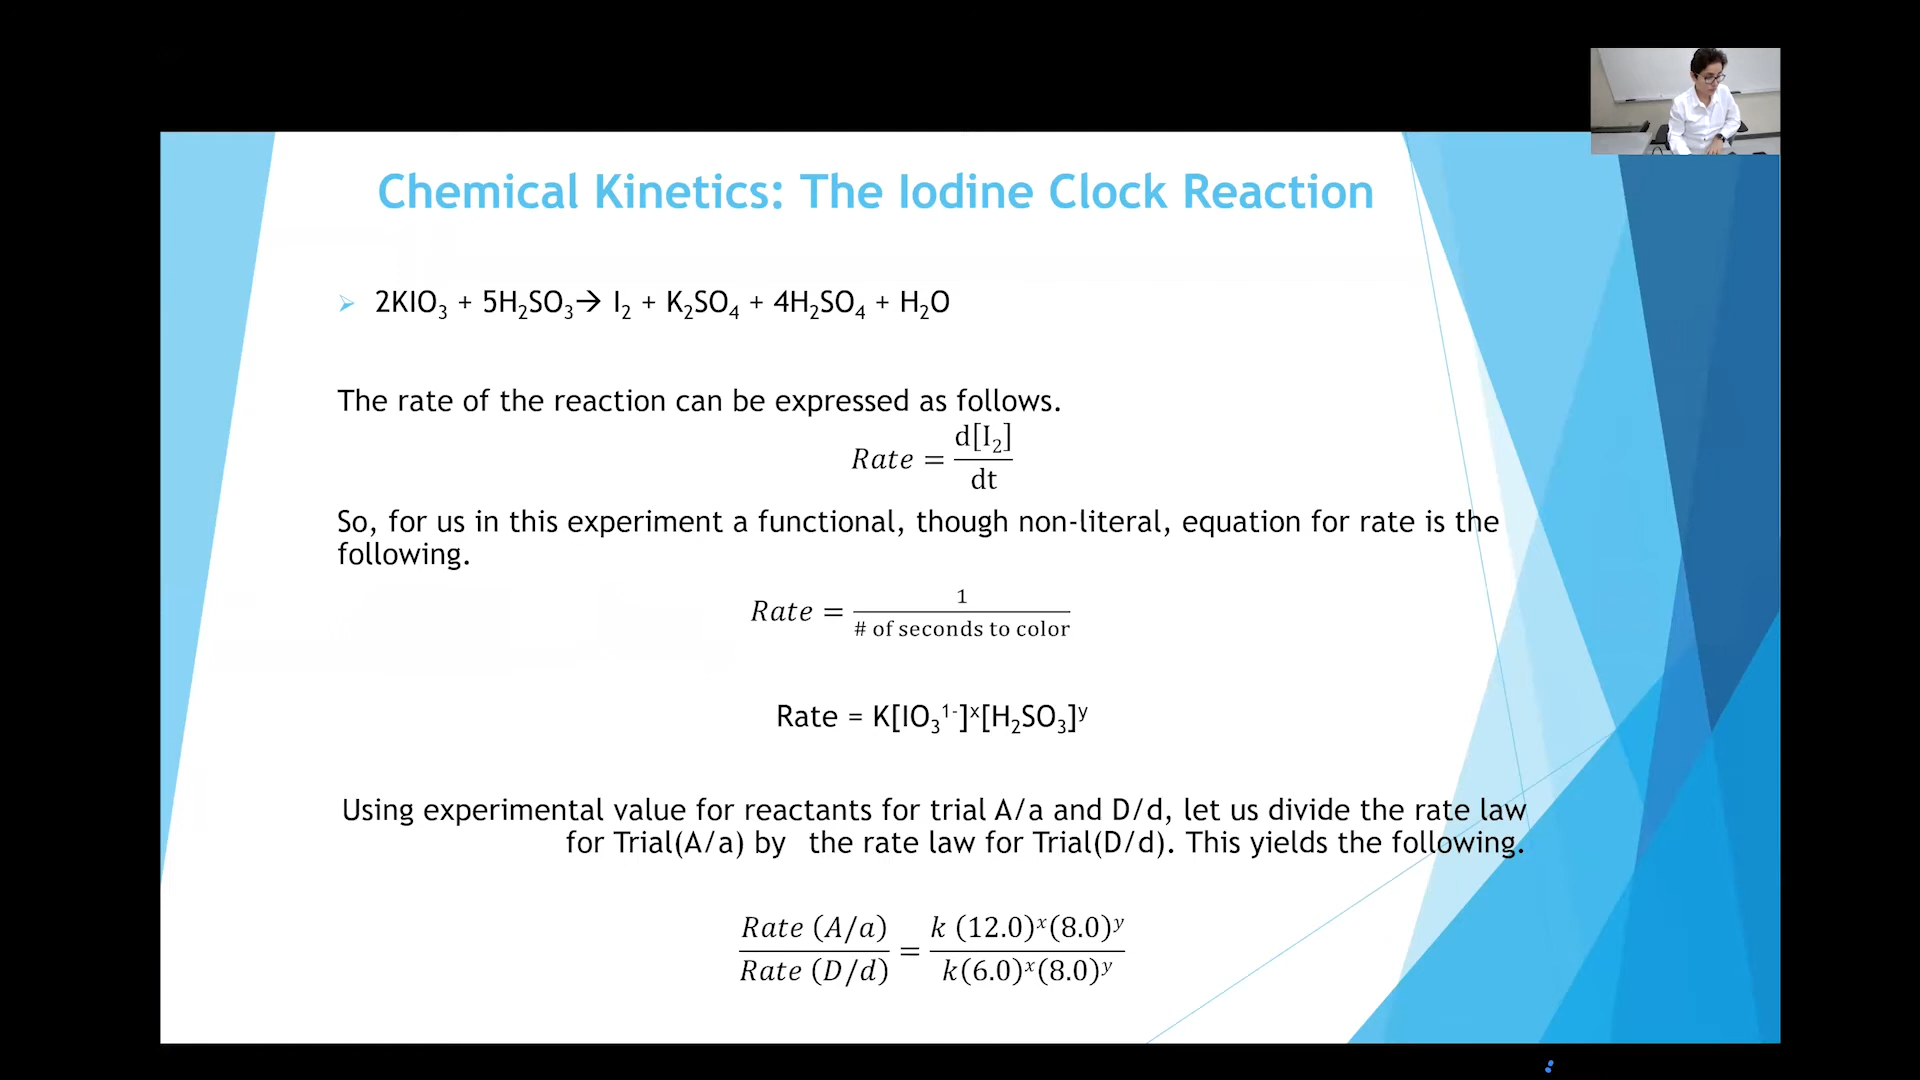 Chemical Kinetics: The Iodine Clock Reaction
2KIO₃ + 5H₂SO₃→ I₂ + K₂SO₄ + 4H₂SO₄ + H₂O
The rate of the reaction can be expressed as follows.
Rate = d[I₂]/dt
So, for us in this experiment a functional, though non-literal, equation for rate is the
following.
Rate = 1/# of seconds to color
Rate = K[IO₃¹⁻]ˣ[H₂SO₃]ʸ
Using experimental value for reactants for trial A/a and D/d, let us divide the rate law
for Trial(A/a) by the rate law for Trial(D/d). This yields the following.
Rate (A/a)/Rate (D/d) = k (12.0)ˣ(8.0)ʸ/k(6.0)ˣ(8.0)ʸ